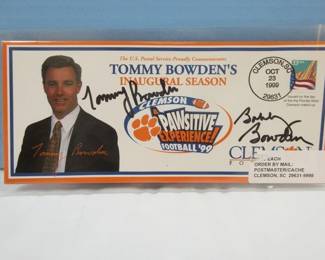 The U.S. Postal Service Proudly Commemorates
TOMMY BOWDEN'S
INAUGURAL SEASON
CLEMSON, SC
OCT
23
1999
29631
Tommy Bowden
CLEMSON
PAWSITIVE
EXPERIENCE!
FOOTBALL '99
Bobby
Bowden
Tommy Bowden
CLEMSON
EACH
ORDER BY MAIL:
POSTMASTER/CACHE
CLEMSON, SC 29631-9998